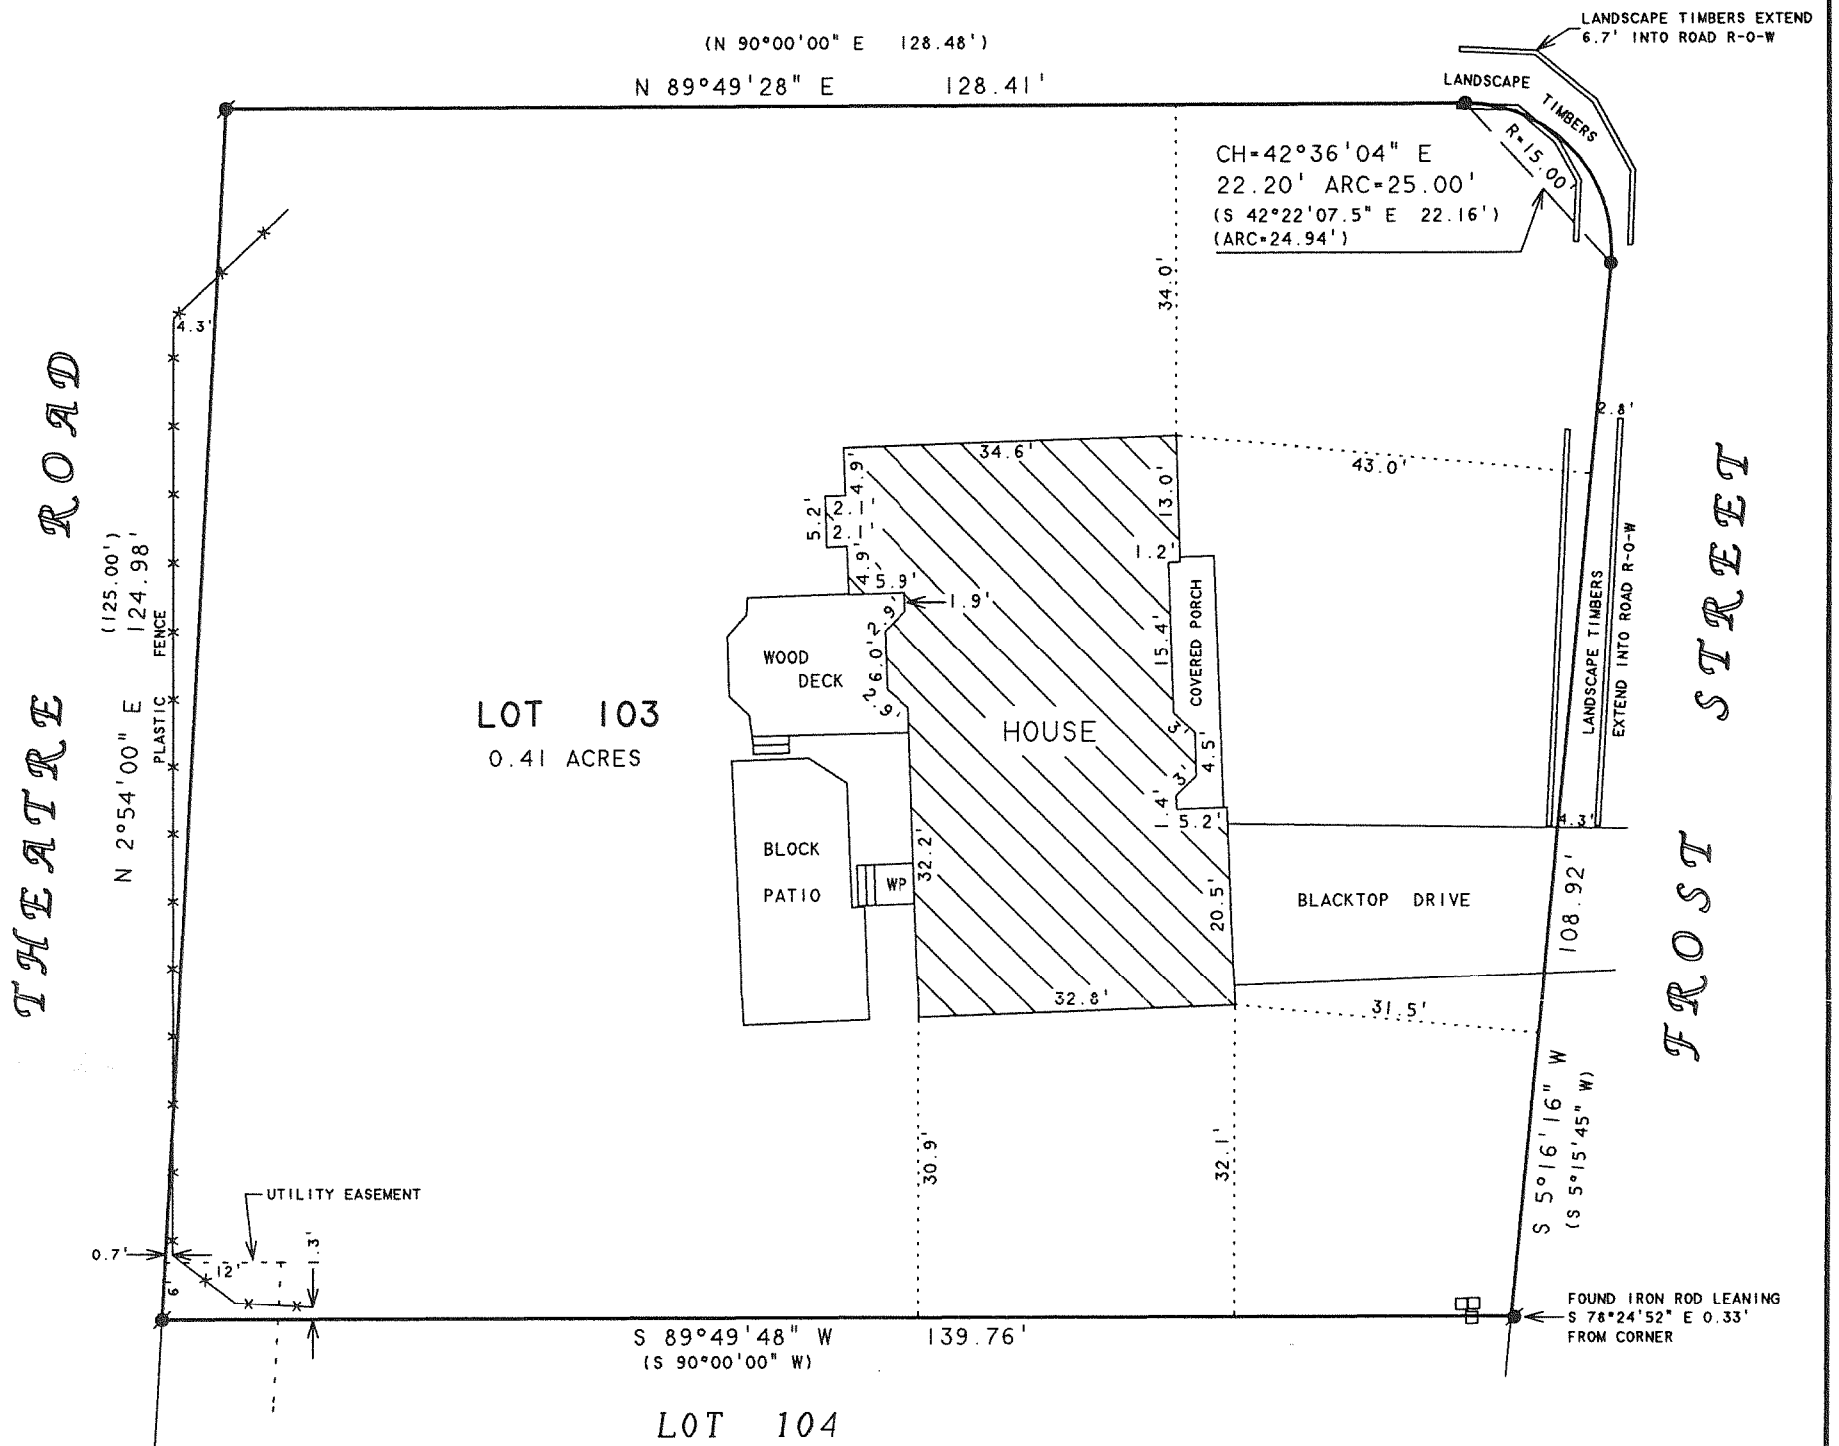 LANDSCAPE TIMBERS EXTEND
6.7' INTO ROAD R-O-W
(N 90°00'00" E 128.48')
N 89°49'28" E 128.41'
LANDSCAPE TIMBERS
R=15.00'
CH=42°36'04" E
22.20' ARC=25.00'
(S 42°22'07.5" E 22.16')
(ARC=24.94')
34.0'
4.3'
THEATRE ROAD
(125.00')
N 2°54'00" E 124.98'
PLASTIC FENCE
LOT 103
0.41 ACRES
34.6'
4.9'
5.2'
2.1'
2.1'
4.9'
5.9'
1.9'
2.9'
6.0'
2.9'
13.0'
1.2'
15.4'
COVERED PORCH
3'
4.5'
3'
1.4'
5.2'
WOOD
DECK
HOUSE
BLOCK
PATIO
WP
32.2'
20.5'
32.8'
43.0'
2.8'
LANDSCAPE TIMBERS
EXTEND INTO ROAD R-O-W
4.3'
FROST STREET
BLACKTOP DRIVE
108.92'
31.5'
S 5°16'16" W
(S 5°15'45" W)
30.9'
32.1'
UTILITY EASEMENT
0.7'
12'
6'
1.3'
FOUND IRON ROD LEANING
S 78°24'52" E 0.33'
FROM CORNER
S 89°49'48" W 139.76'
(S 90°00'00" W)
LOT 104